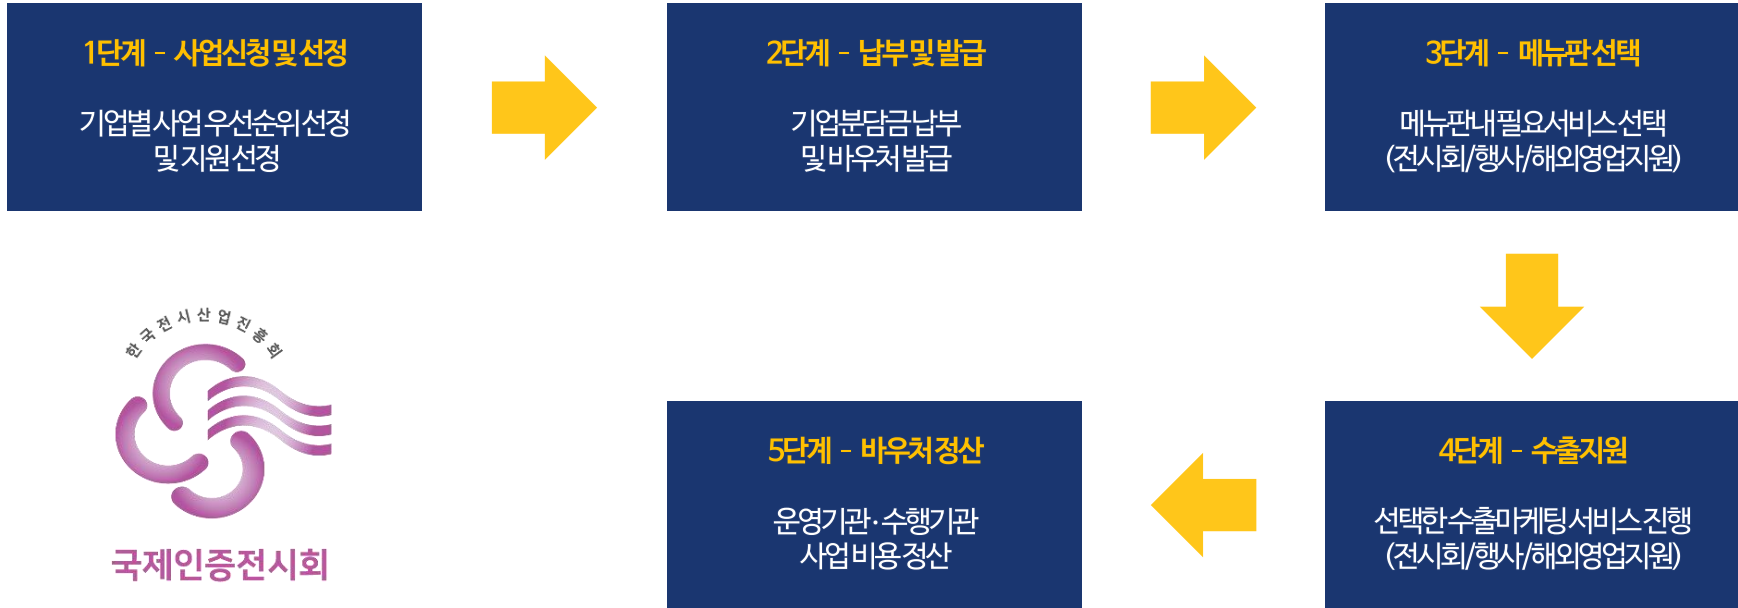 1단계 - 사업신청 및 선정
기업별 사업 우선순위 선정
및 지원 선정
2단계 - 납부 및 발급
기업분담금 납부
및 바우처 발급
3단계 - 메뉴판 선택
메뉴판내 필요서비스 선택
(전시회/행사/해외영업지원)
4단계 - 수출지원
선택한 수출마케팅 서비스 진행
(전시회/행사/해외영업지원)
5단계 - 바우처 정산
운영기관·수행기관
사업 비용 정산
한국전시산업진흥회
국제인증전시회